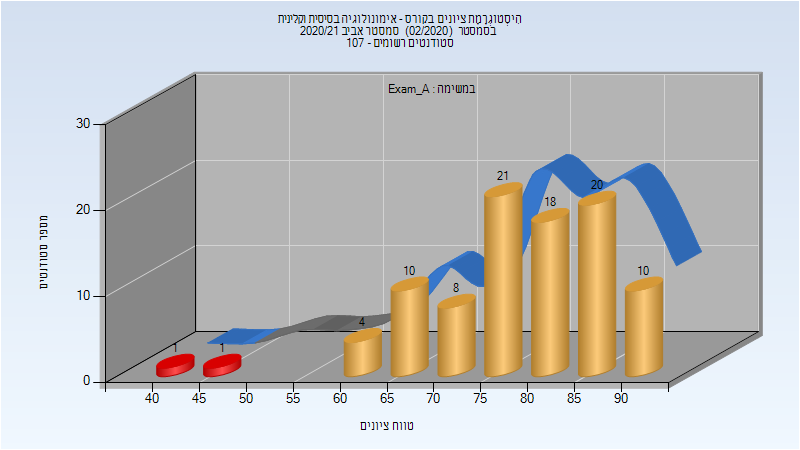 היסטוגרמת ציונים בקורס - אימונולוגיה בסיסית וקלינית
בסמסטר (02/2020) סמסטר אביב 2020/21
סטודנטים רשומים - 107
במשימה : Exam_A
מספר סטודנטים
30
20
10
0
1
1
4
10
8
21
18
20
10
40 45 50 55 60 65 70 75 80 85 90
טווח ציונים